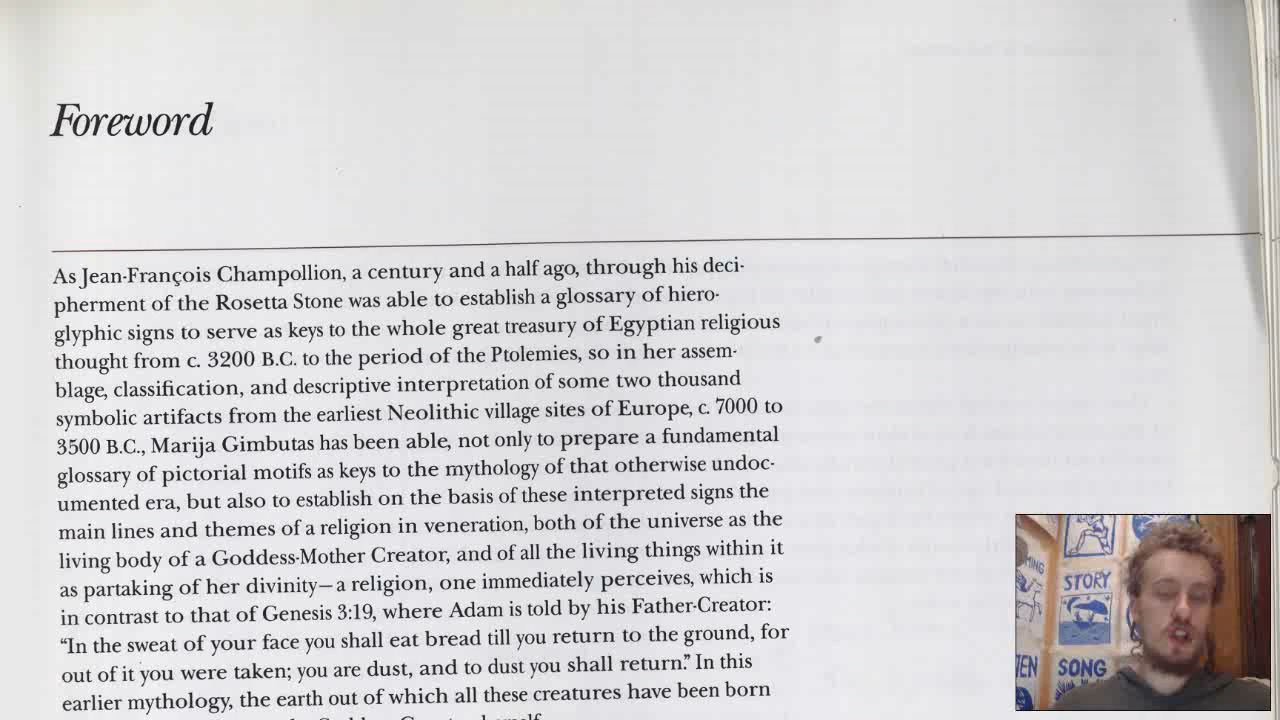 Foreword
As Jean-François Champollion, a century and a half ago, through his deci-
pherment of the Rosetta Stone was able to establish a glossary of hiero-
glyphic signs to serve as keys to the whole great treasury of Egyptian religious
thought from c. 3200 B.C. to the period of the Ptolemies, so in her assem-
blage, classification, and descriptive interpretation of some two thousand
symbolic artifacts from the earliest Neolithic village sites of Europe, c. 7000 to
3500 B.C., Marija Gimbutas has been able, not only to prepare a fundamental
glossary of pictorial motifs as keys to the mythology of that otherwise undoc-
umented era, but also to establish on the basis of these interpreted signs the
main lines and themes of a religion in veneration, both of the universe as the
living body of a Goddess-Mother Creator, and of all the living things within it
as partaking of her divinity—a religion, one immediately perceives, which is
in contrast to that of Genesis 3:19, where Adam is told by his Father-Creator:
“In the sweat of your face you shall eat bread till you return to the ground, for
out of it you were taken; you are dust, and to dust you shall return.” In this
earlier mythology, the earth out of which all these creatures have been born
STORY
SONG